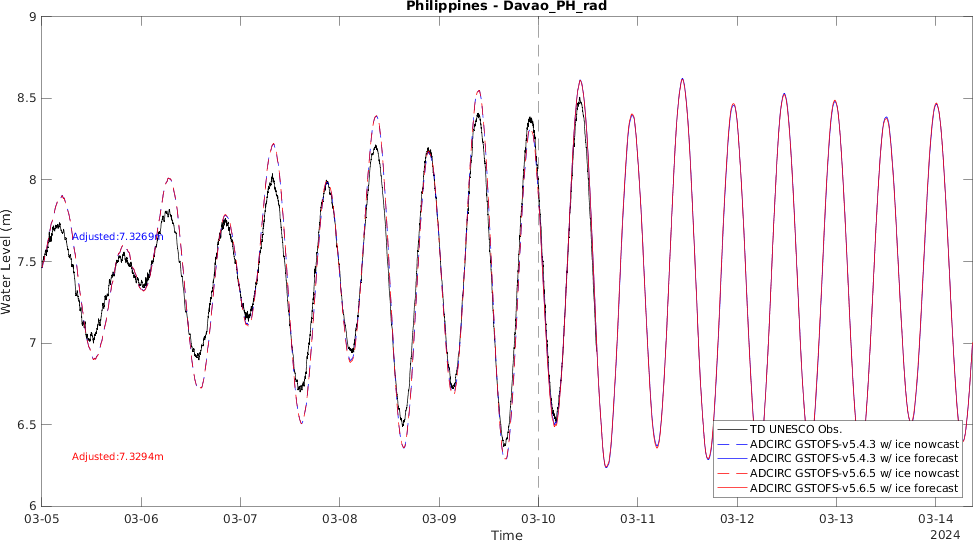 Philippines - Davao_PH_rad
9
8.5
8
7.5
7
6.5
6
Water Level (m)
Adjusted:7.3269m
Adjusted:7.3294m
TD UNESCO Obs.
ADCIRC GSTOFS-v5.4.3 w/ ice nowcast
ADCIRC GSTOFS-v5.4.3 w/ ice forecast
ADCIRC GSTOFS-v5.6.5 w/ ice nowcast
ADCIRC GSTOFS-v5.6.5 w/ ice forecast
03-05 03-06 03-07 03-08 03-09 03-10 03-11 03-12 03-13 03-14
Time
2024